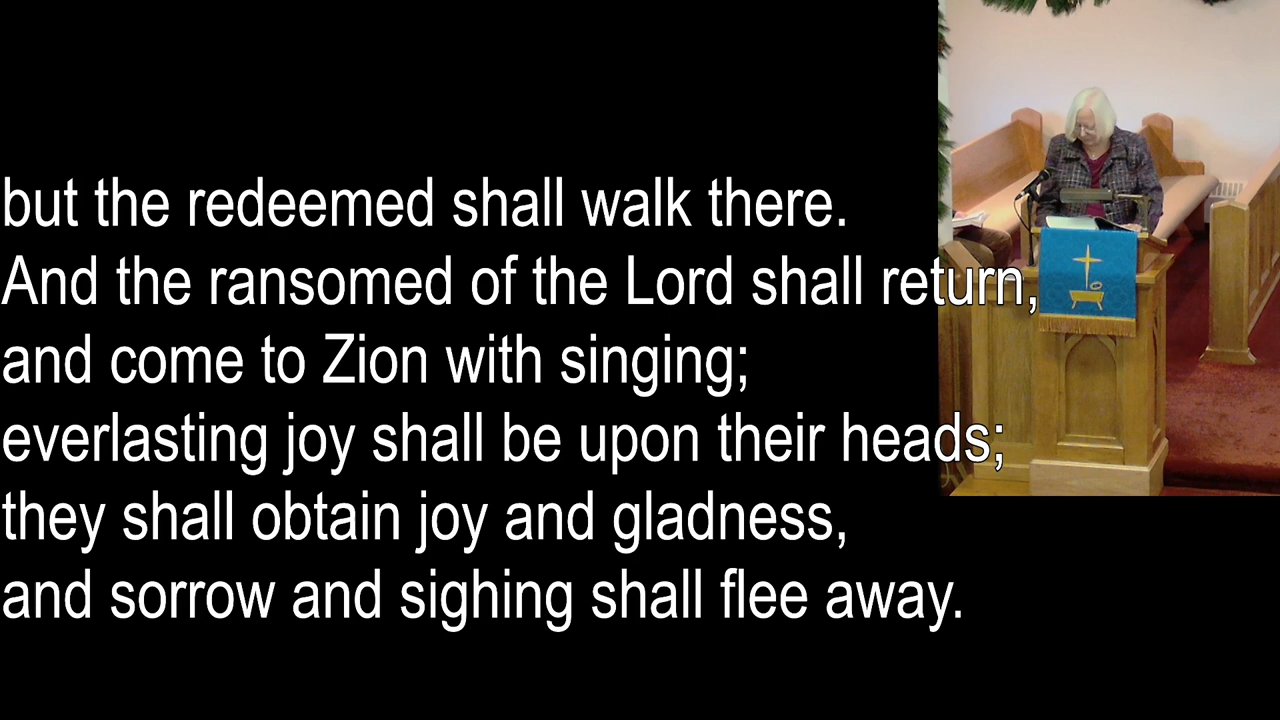 but the redeemed shall walk there.
And the ransomed of the Lord shall return,
and come to Zion with singing;
everlasting joy shall be upon their heads;
they shall obtain joy and gladness,
and sorrow and sighing shall flee away.